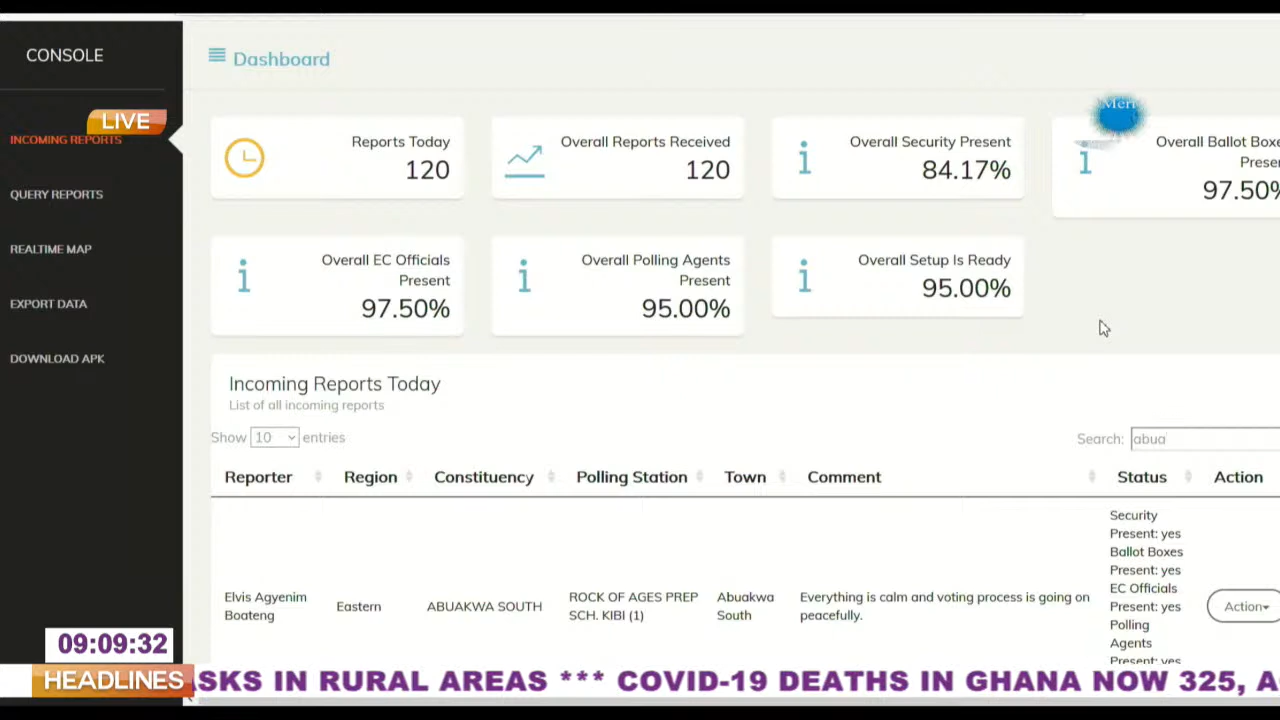 CONSOLE
Dashboard
LIVE
INCOMING REPORTS
QUERY REPORTS
REALTIME MAP
EXPORT DATA
DOWNLOAD APK
Reports Today
120
Overall Reports Received
120
Overall Security Present
84.17%
Meri
Overall Ballot Boxe
Presen
97.50%
Overall EC Officials
Present
97.50%
Overall Polling Agents
Present
95.00%
Overall Setup Is Ready
95.00%
Incoming Reports Today
List of all incoming reports
Show 10 entries
Search: abua
Reporter Region Constituency Polling Station Town Comment Status Action
Elvis Agyenim
Boateng
Eastern
ABUAKWA SOUTH
ROCK OF AGES PREP
SCH. KIBI (1)
Abuakwa
South
Everything is calm and voting process is going on
peacefully.
Security
Present: yes
Ballot Boxes
Present: yes
EC Officials
Present: yes
Polling
Agents
Present: yes
Action
09:09:32
HEADLINES
ASKS IN RURAL AREAS *** COVID-19 DEATHS IN GHANA NOW 325, A